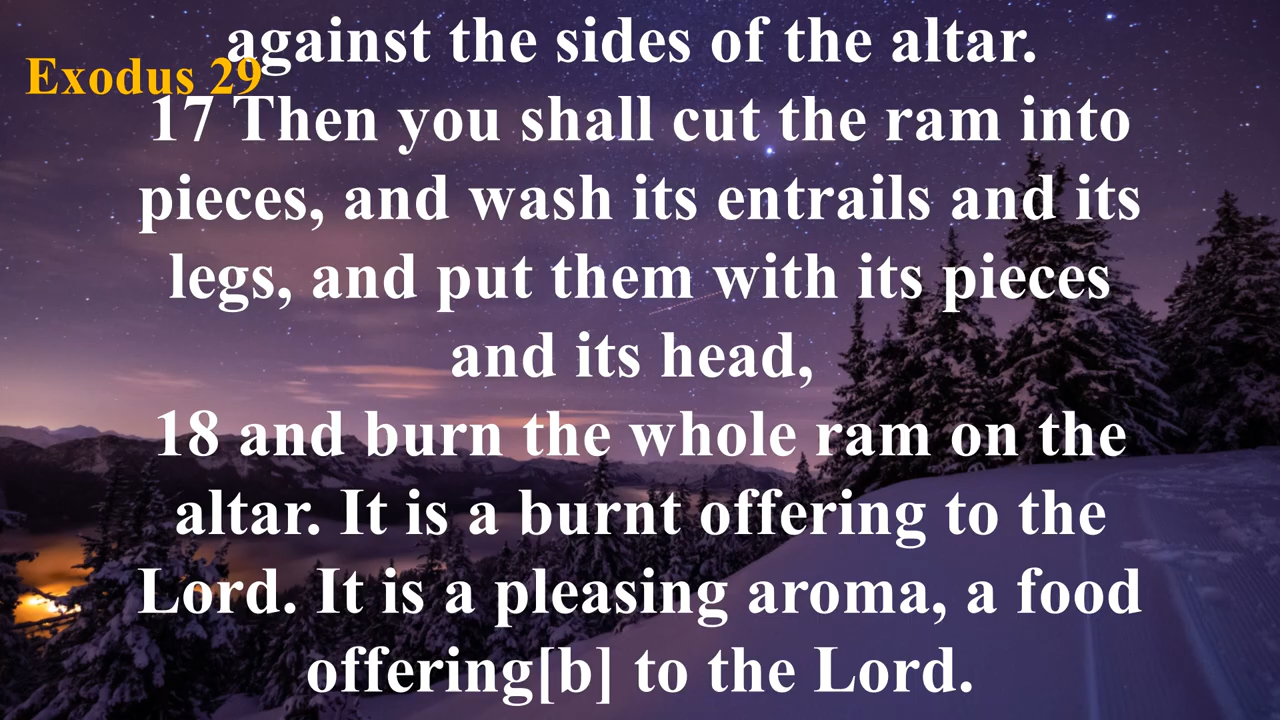 against the sides of the altar.
Exodus 29
17 Then you shall cut the ram into
pieces, and wash its entrails and its
legs, and put them with its pieces
and its head,
18 and burn the whole ram on the
altar. It is a burnt offering to the
Lord. It is a pleasing aroma, a food
offering[b] to the Lord.